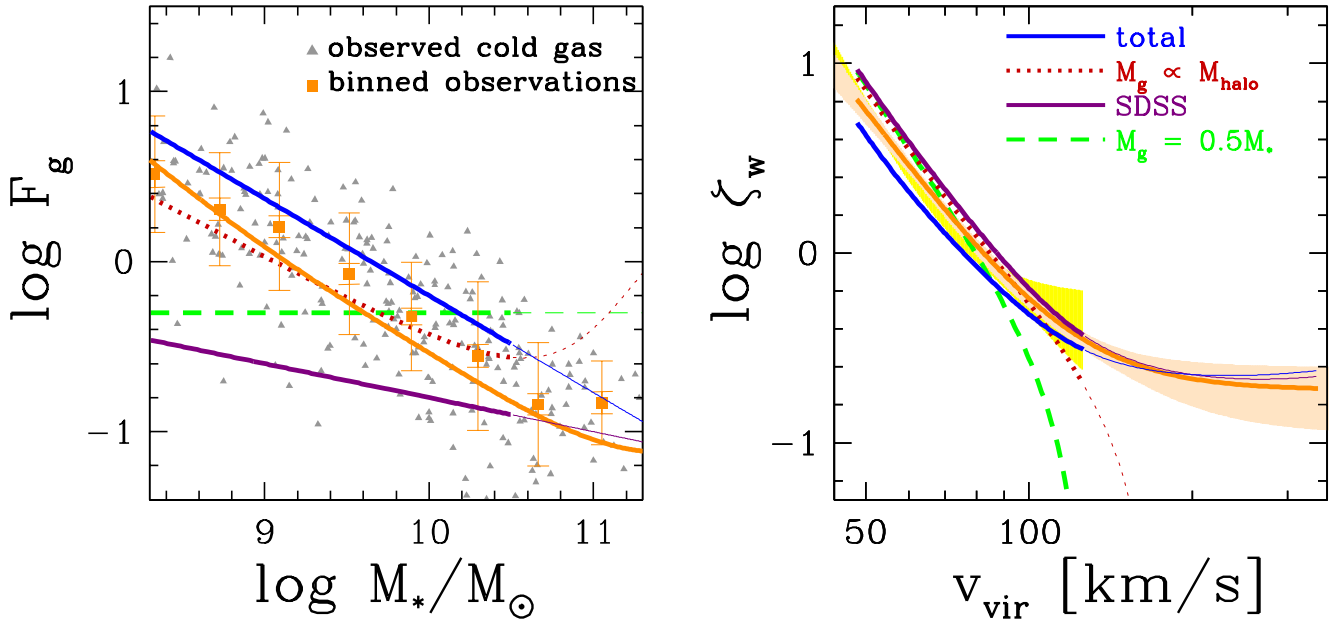 observed cold gas
binned observations
log F_g
1
0
−1
9
10
11
log M_*/M_⊙
total
M_g ∝ M_halo
SDSS
M_g = 0.5M_*
log ζ_w
1
0
−1
50
100
v_vir [km/s]